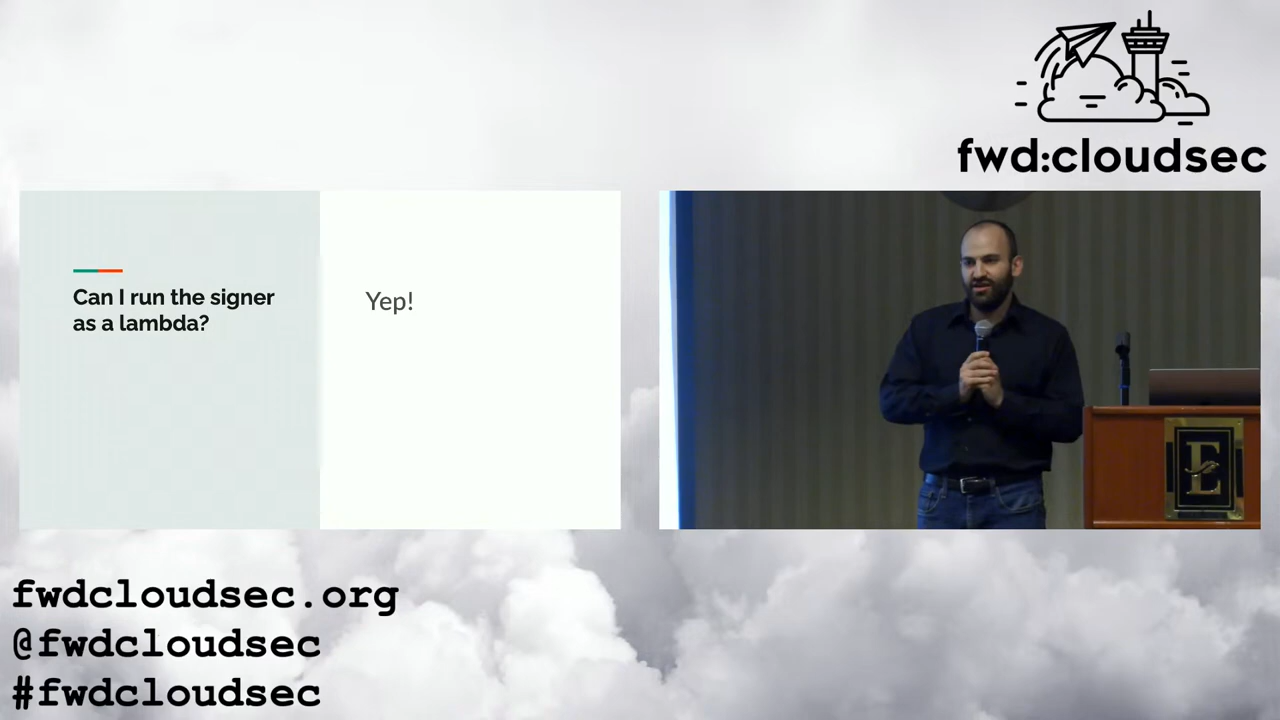 fwd:cloudsec
Can I run the signer
as a lambda?
Yep!
E
fwdcloudsec.org
@fwdcloudsec
#fwdcloudsec